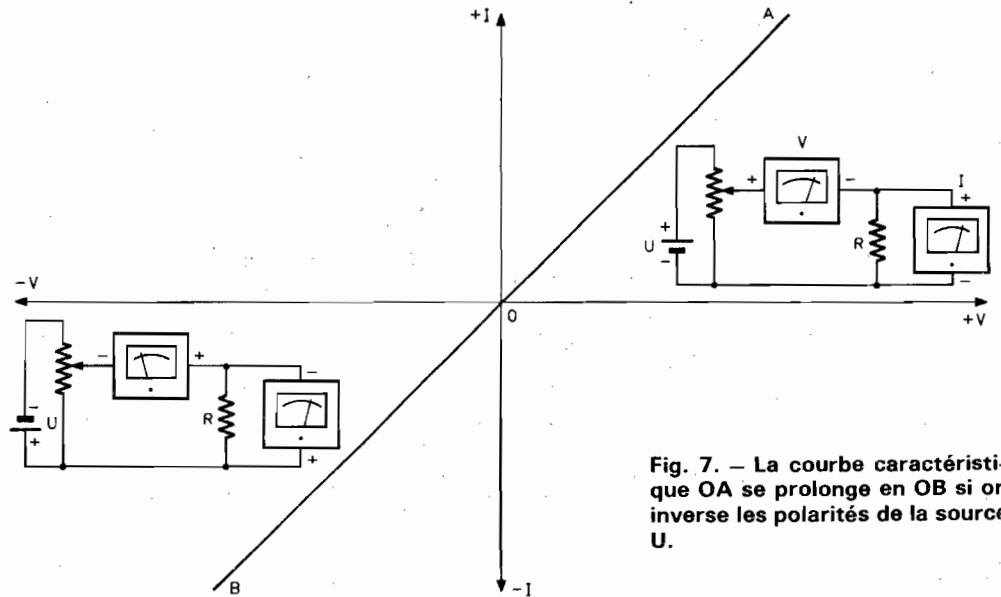 +I
A
V
+ −
I
+
+
U
−
R
−
−V
O
+V
− +
−
−
U
+
R
+
B
−I
Fig. 7. — La courbe caractéristi-
que OA se prolonge en OB si on
inverse les polarités de la source
U.